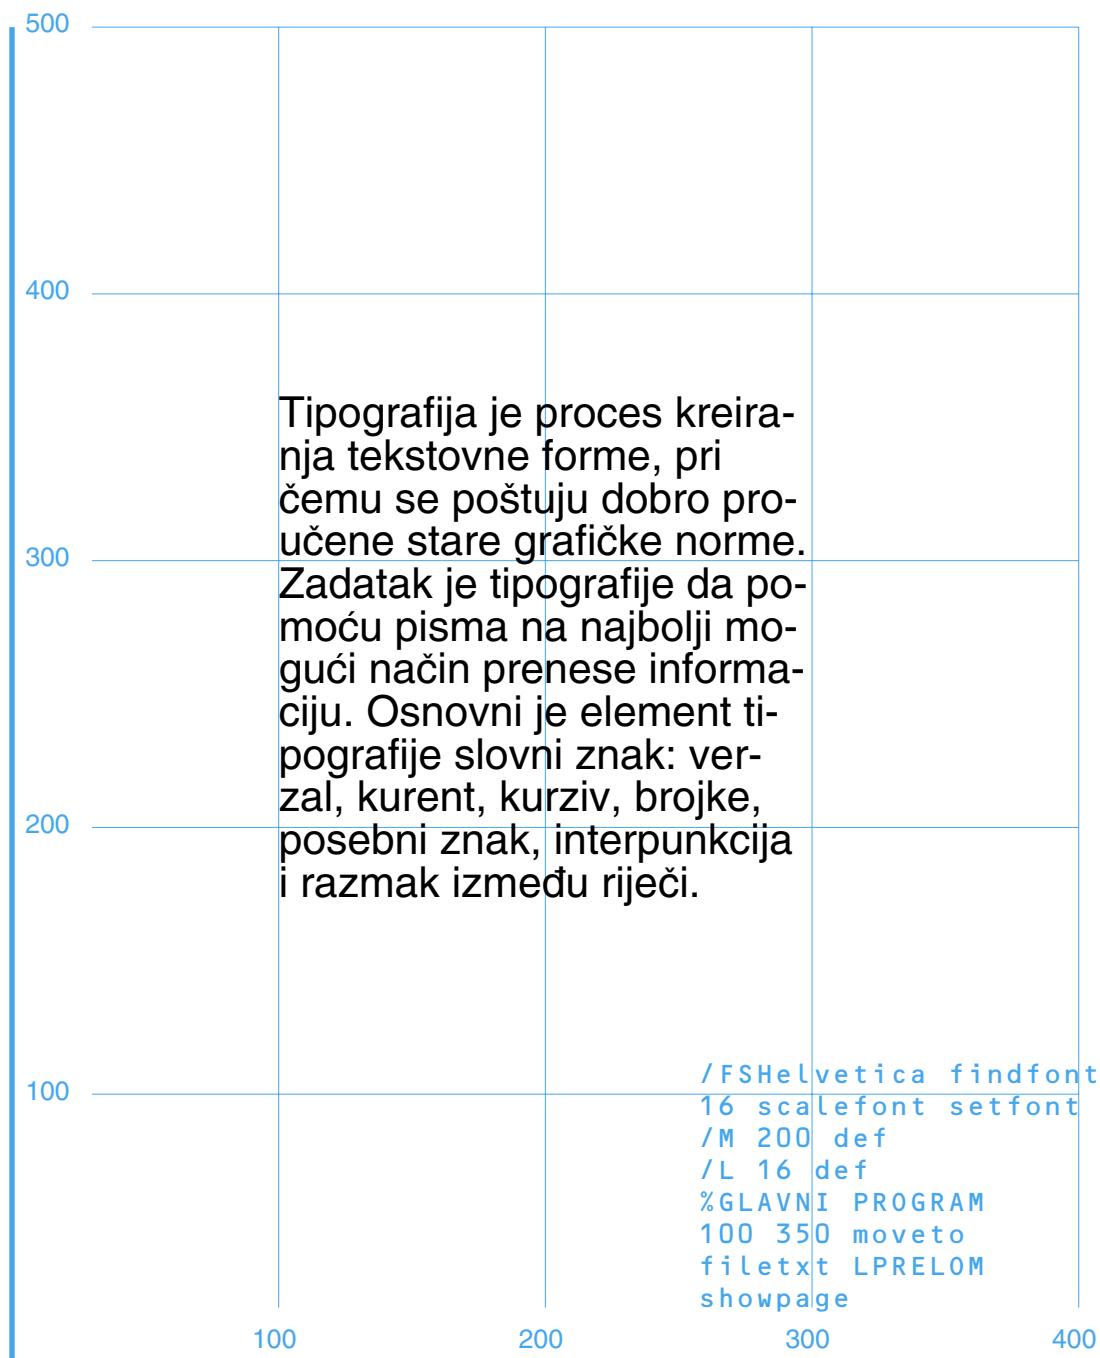 500
400
Tipografija je proces kreira-
nja tekstovne forme, pri
čemu se poštuju dobro pro-
učene stare grafičke norme.
300
Zadatak je tipografije da po-
moću pisma na najbolji mo-
gući način prenese informa-
ciju. Osnovni je element ti-
pografije slovni znak: ver-
zal, kurent, kurziv, brojke,
200
posebni znak, interpunkcija
i razmak između riječi.
100
/FSHelvetica findfont
16 scalefont setfont
/M 200 def
/L 16 def
%GLAVNI PROGRAM
100 350 moveto
filetxt LPRELOM
showpage
100 200 300 400